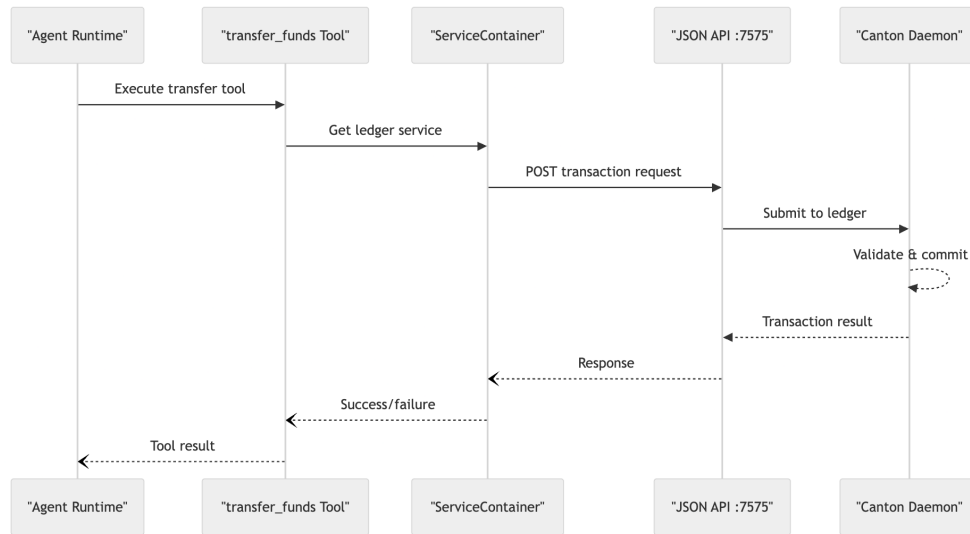 "Agent Runtime"
"transfer_funds Tool"
"ServiceContainer"
"JSON API :7575"
"Canton Daemon"
Execute transfer tool
Get ledger service
POST transaction request
Submit to ledger
Validate & commit
Transaction result
Response
Success/failure
Tool result
"Agent Runtime"
"transfer_funds Tool"
"ServiceContainer"
"JSON API :7575"
"Canton Daemon"